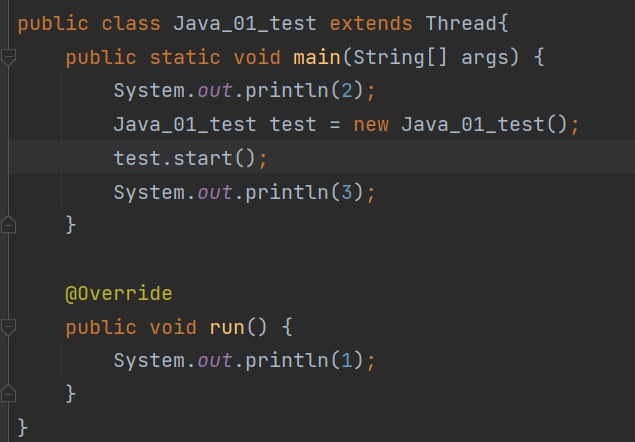 public class Java_01_test extends Thread{
    public static void main(String[] args) {
        System.out.println(2);
        Java_01_test test = new Java_01_test();
        test.start();
        System.out.println(3);
    }

    @Override
    public void run() {
        System.out.println(1);
    }
}